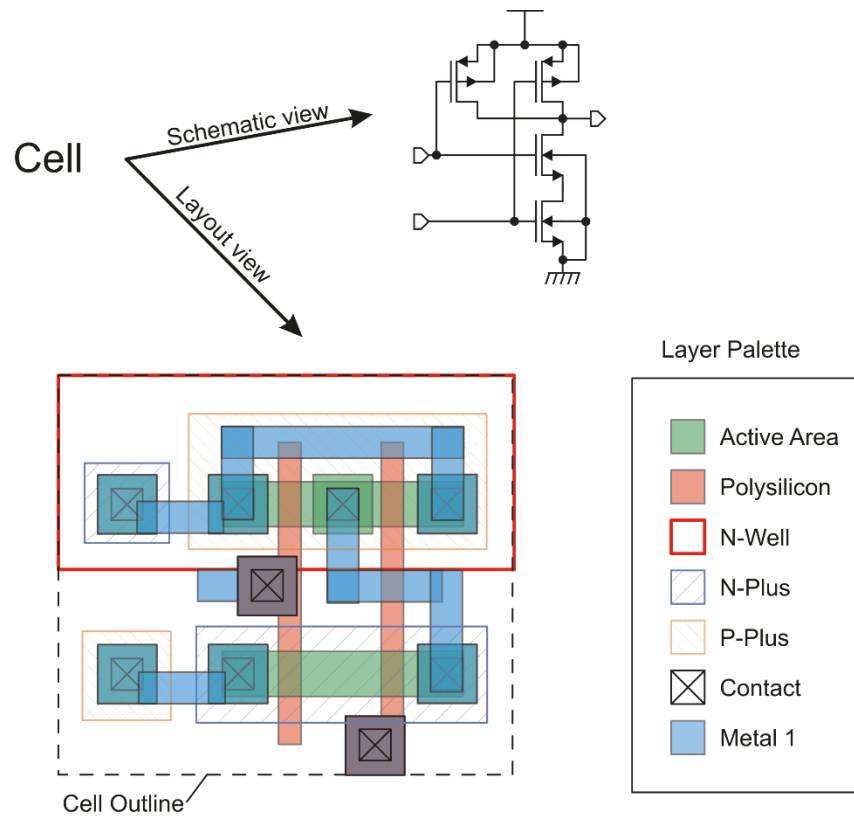 Schematic view
Cell
Layout view
Layer Palette
Active Area
Polysilicon
N-Well
N-Plus
P-Plus
Contact
Metal 1
Cell Outline